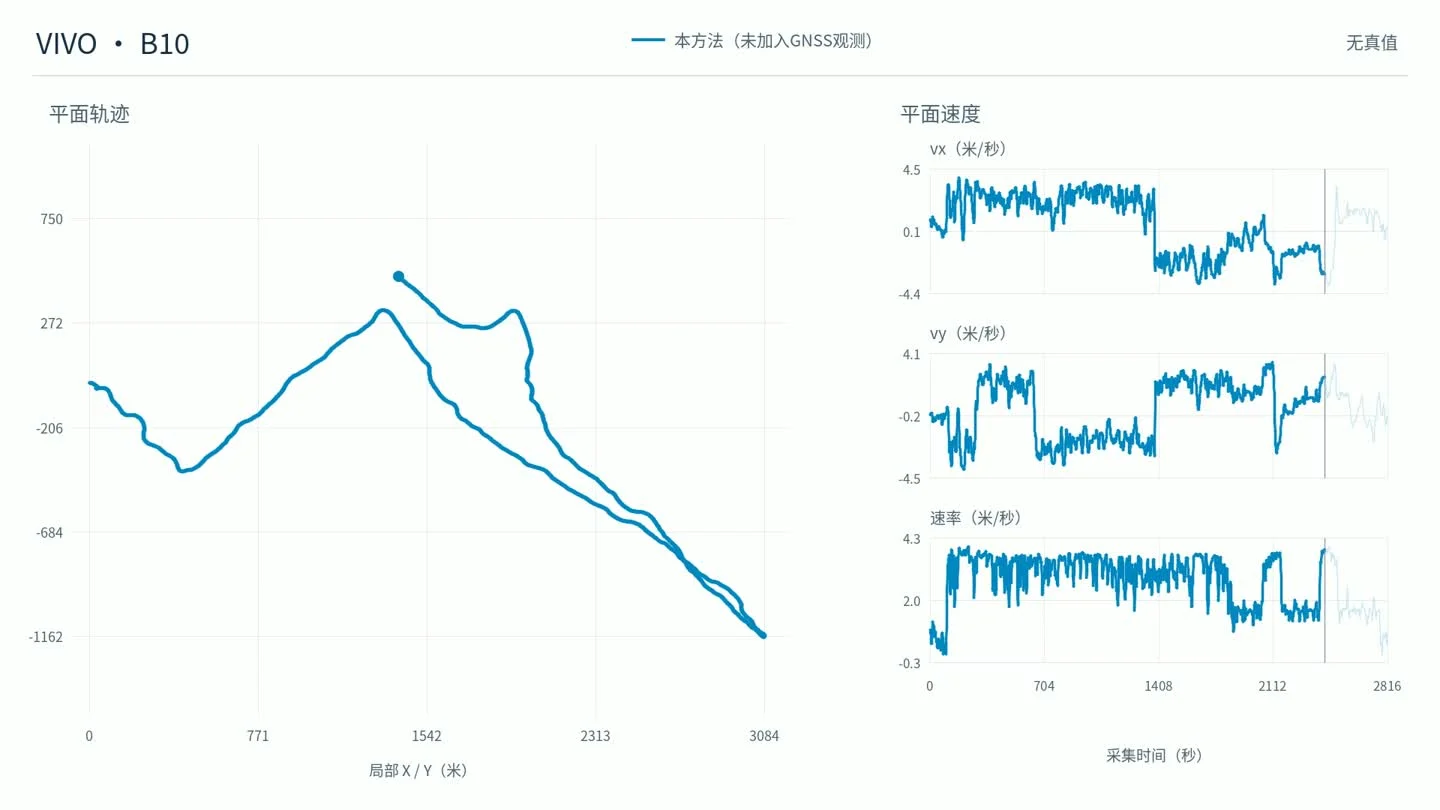 VIVO · B10
本方法（未加入GNSS观测）
无真值
平面轨迹
750
272
-206
-684
-1162
0 771 1542 2313 3084
局部 X / Y（米）
平面速度
vx（米/秒）
4.5
0.1
-4.4
vy（米/秒）
4.1
-0.2
-4.5
速率（米/秒）
4.3
2.0
-0.3
0 704 1408 2112 2816
采集时间（秒）